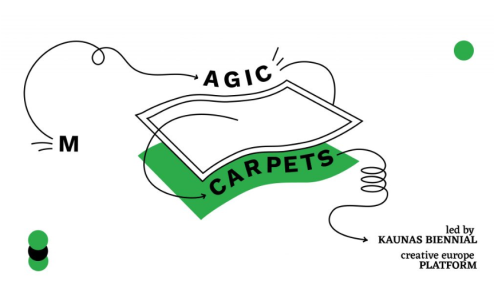 M
AGIC
CARPETS
led by
KAUNAS BIENNIAL
creative europe
PLATFORM